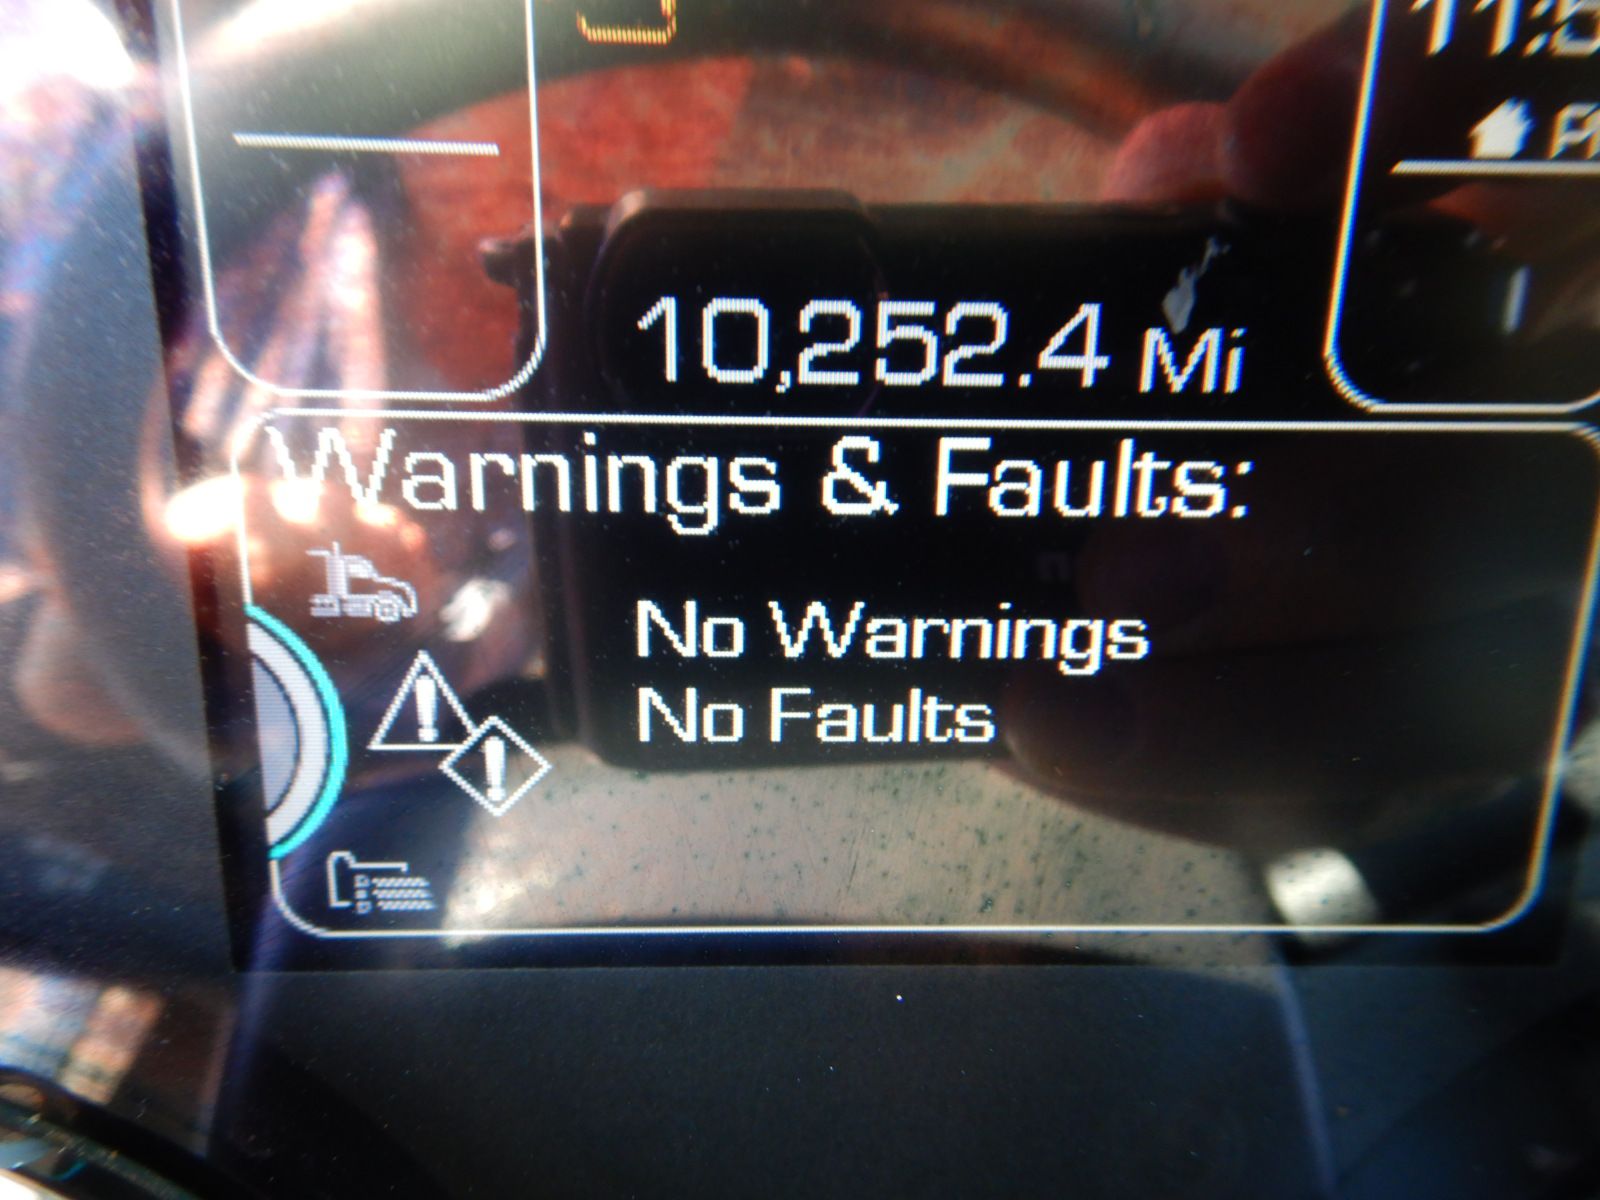 10,252.4 Mi
Warnings & Faults:
No Warnings
No Faults